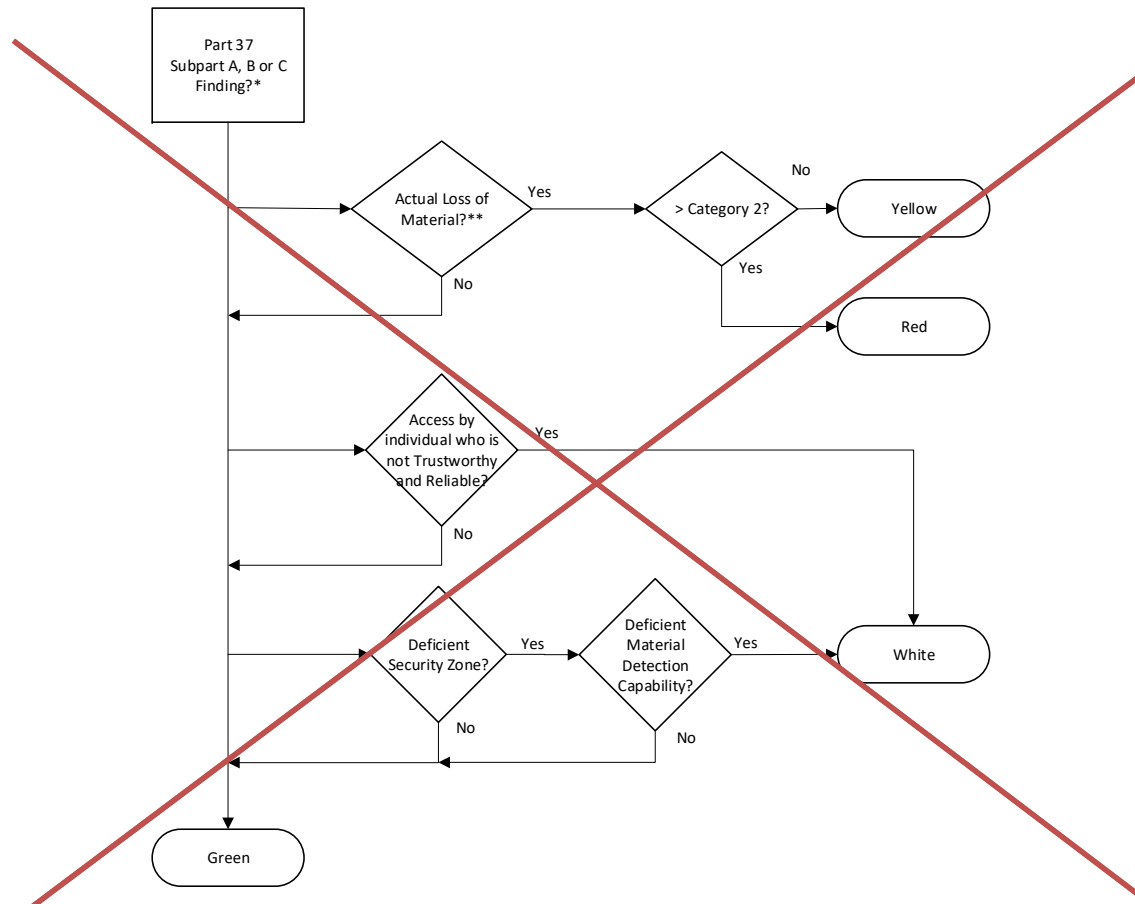 Part 37
Subpart A, B or C
Finding?*
Actual Loss of
Material?**
Yes
> Category 2?
No
Yellow
Yes
Red
No
Access by
individual who is
not Trustworthy
and Reliable?
Yes
No
Deficient
Security Zone?
Yes
Deficient
Material
Detection
Capability?
Yes
White
No
No
Green